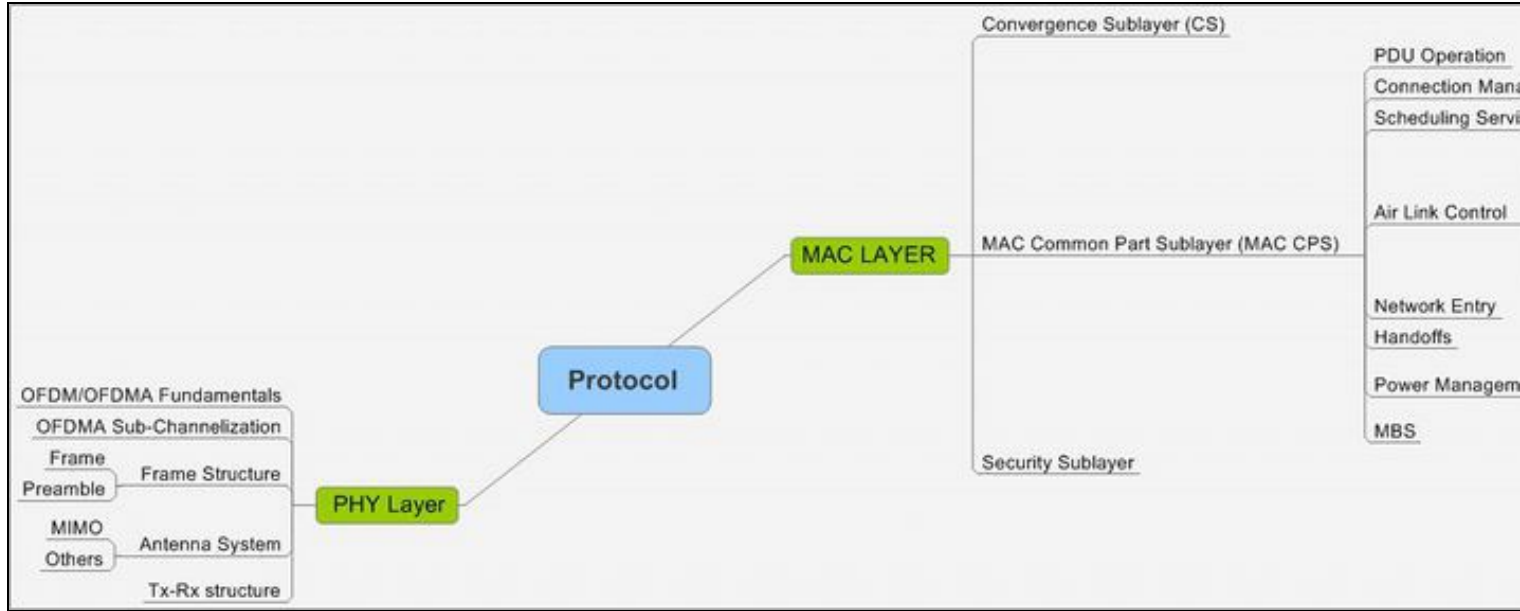 Convergence Sublayer (CS)
PDU Operation
Connection
Scheduling
Air Link Control
MAC LAYER
MAC Common Part Sublayer (MAC CPS)
Network Entry
Handoffs
Protocol
Power
MBS
Security Sublayer
OFDM/OFDMA Fundamentals
OFDMA Sub-Channelization
Frame
Preamble
Frame Structure
PHY Layer
MIMO
Others
Antenna System
Tx-Rx structure